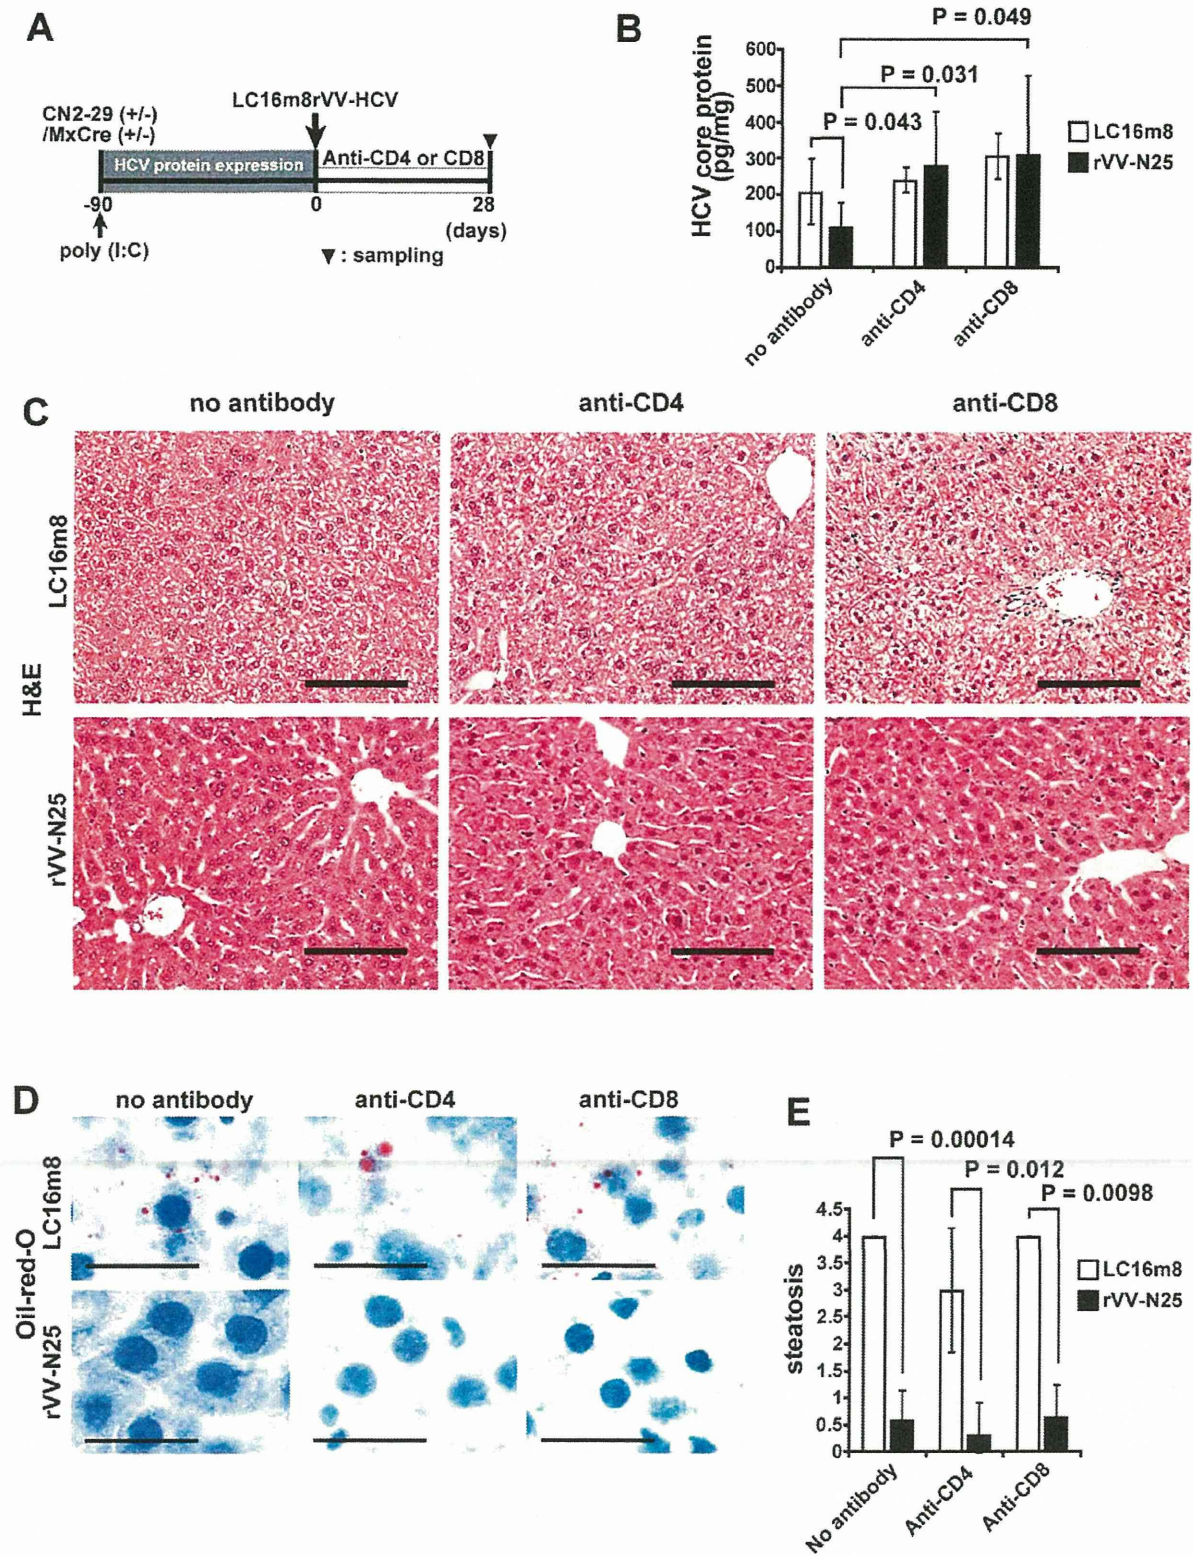 A
CN2-29 (+/-)
/MxCre (+/-)
LC16m8rVV-HCV
HCV protein expression
Anti-CD4 or CD8
-90
0
28
(days)
poly (I:C)
▼: sampling
B
P = 0.049
P = 0.031
P = 0.043
HCV core protein
(pg/mg)
600
500
400
300
200
100
0
LC16m8
rVV-N25
no antibody
anti-CD4
anti-CD8
C
no antibody
anti-CD4
anti-CD8
H&E
LC16m8
rVV-N25
D
no antibody
anti-CD4
anti-CD8
Oil-red-O
LC16m8
rVV-N25
E
P = 0.00014
P = 0.012
P = 0.0098
steatosis
4.5
4
3.5
3
2.5
2
1.5
1
0.5
0
LC16m8
rVV-N25
No antibody
Anti-CD4
Anti-CD8